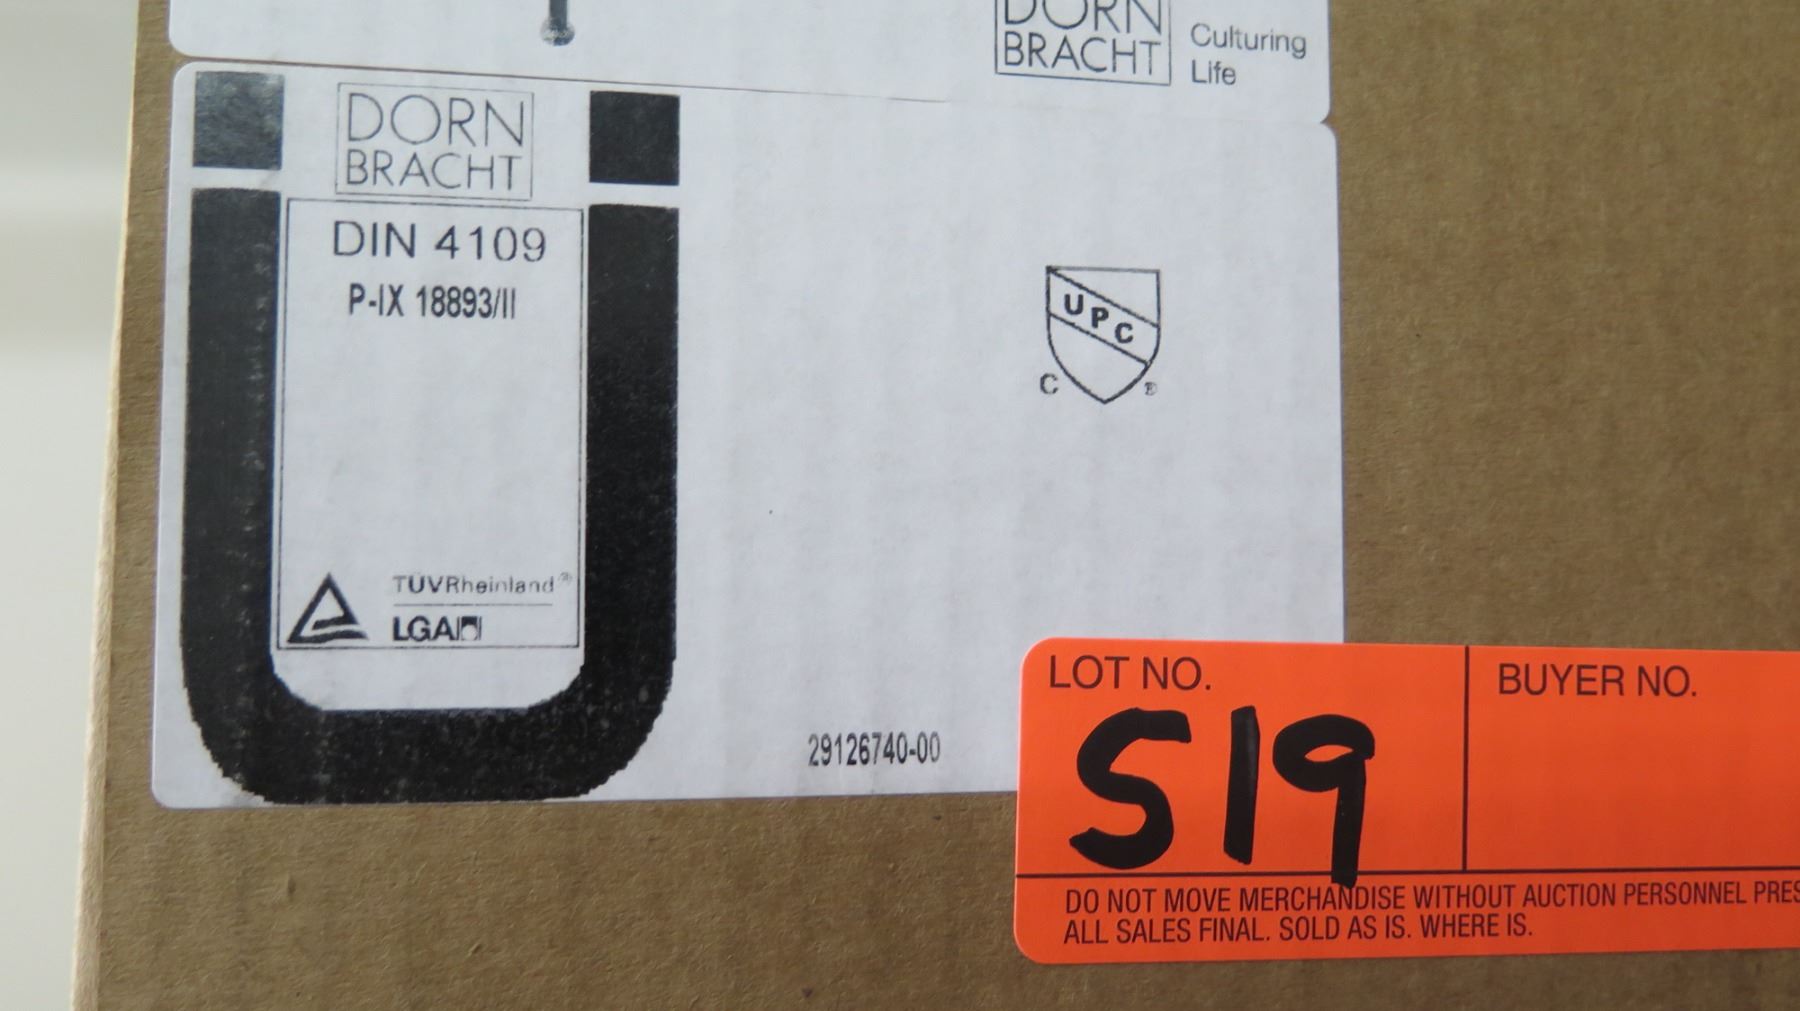 DORN
BRACHT
Culturing
Life
DORN
BRACHT
DIN 4109
P-IX 18893/II
TÜVRheinland®
LGA
UPC
C ®
29126740-00
LOT NO.
519
BUYER NO.
DO NOT MOVE MERCHANDISE WITHOUT AUCTION PERSONNEL PRES
ALL SALES FINAL. SOLD AS IS. WHERE IS.